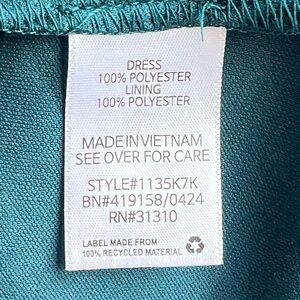 DRESS
100% POLYESTER
LINING
100% POLYESTER
MADE IN VIETNAM
SEE OVER FOR CARE
STYLE#1135K7K
BN#419158/0424
RN#31310
LABEL MADE FROM
100% RECYCLED MATERIAL